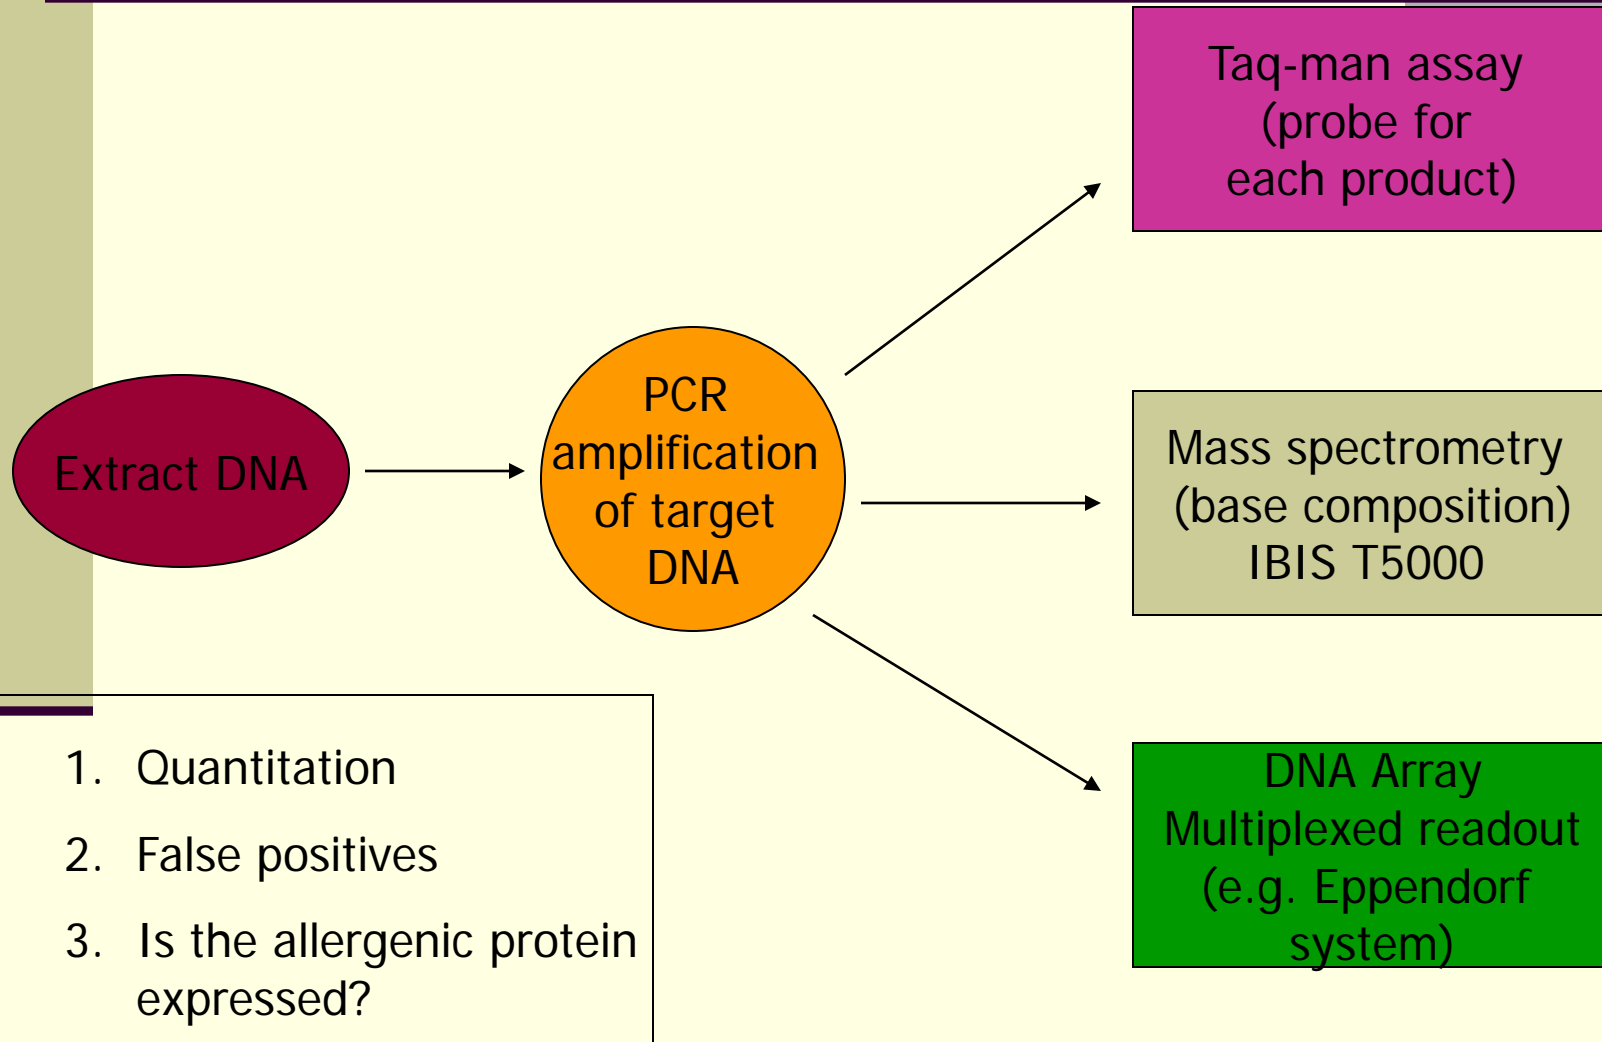 Taq-man assay
(probe for
each product)
Extract DNA
PCR
amplification
of target
DNA
Mass spectrometry
(base composition)
IBIS T5000
DNA Array
Multiplexed readout
(e.g. Eppendorf
system)
1. Quantitation
2. False positives
3. Is the allergenic protein
expressed?